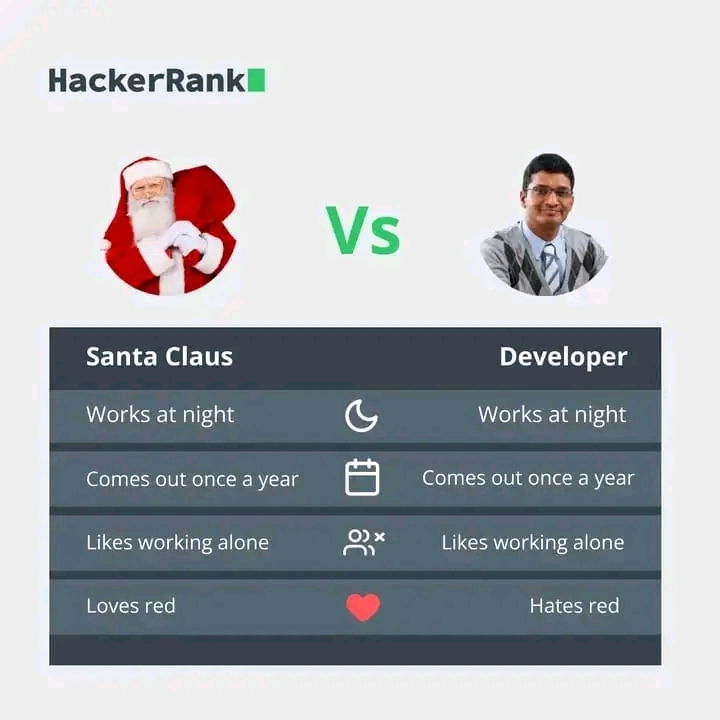 HackerRank
Vs
Santa Claus Developer
Works at night Works at night
Comes out once a year Comes out once a year
Likes working alone Likes working alone
Loves red Hates red